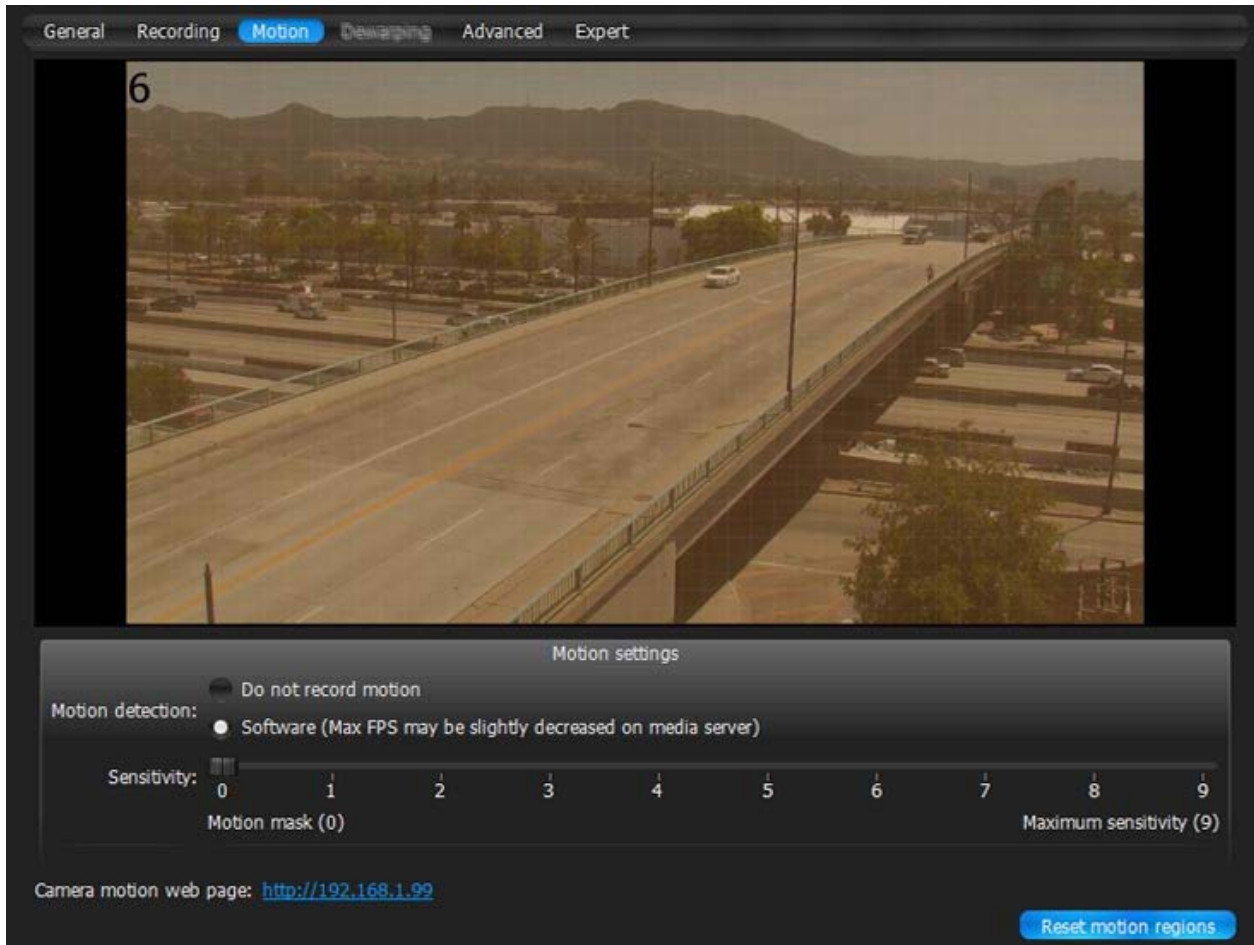 General Recording Motion Dewarping Advanced Expert
6
Motion settings
Motion detection:
Do not record motion
Software (Max FPS may be slightly decreased on media server)
Sensitivity:
0 1 2 3 4 5 6 7 8 9
Motion mask (0) Maximum sensitivity (9)
Camera motion web page: http://192.168.1.99
Reset motion regions